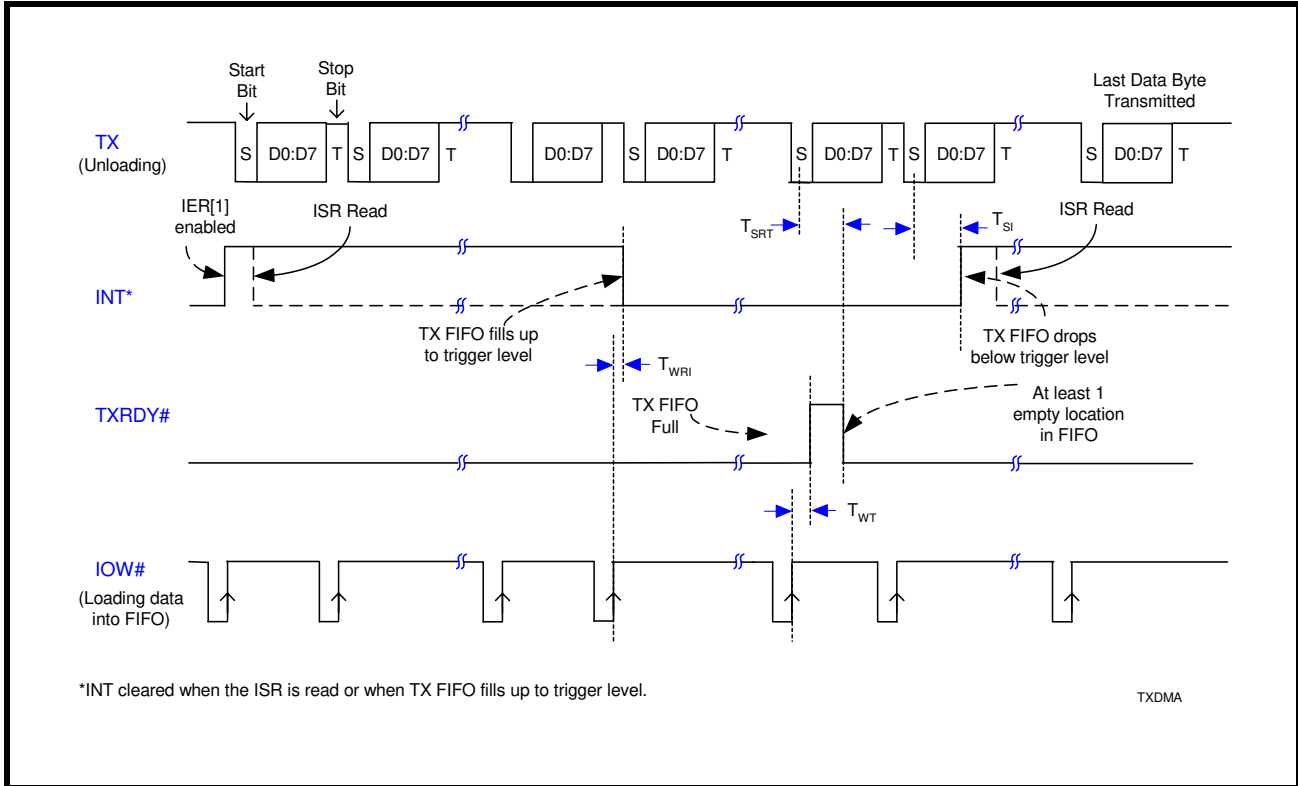 Start
Bit
Stop
Bit
Last Data Byte
Transmitted
TX
(Unloading)
S D0:D7 T S D0:D7 T D0:D7 S D0:D7 T S D0:D7 T S D0:D7 T S D0:D7 T
IER[1]
enabled
ISR Read
TSRT
TSI
ISR Read
INT*
TX FIFO fills up
to trigger level
TX FIFO drops
below trigger level
TWRI
TXRDY#
TX FIFO
Full
At least 1
empty location
in FIFO
TWT
IOW#
(Loading data
into FIFO)
*INT cleared when the ISR is read or when TX FIFO fills up to trigger level.
TXDMA